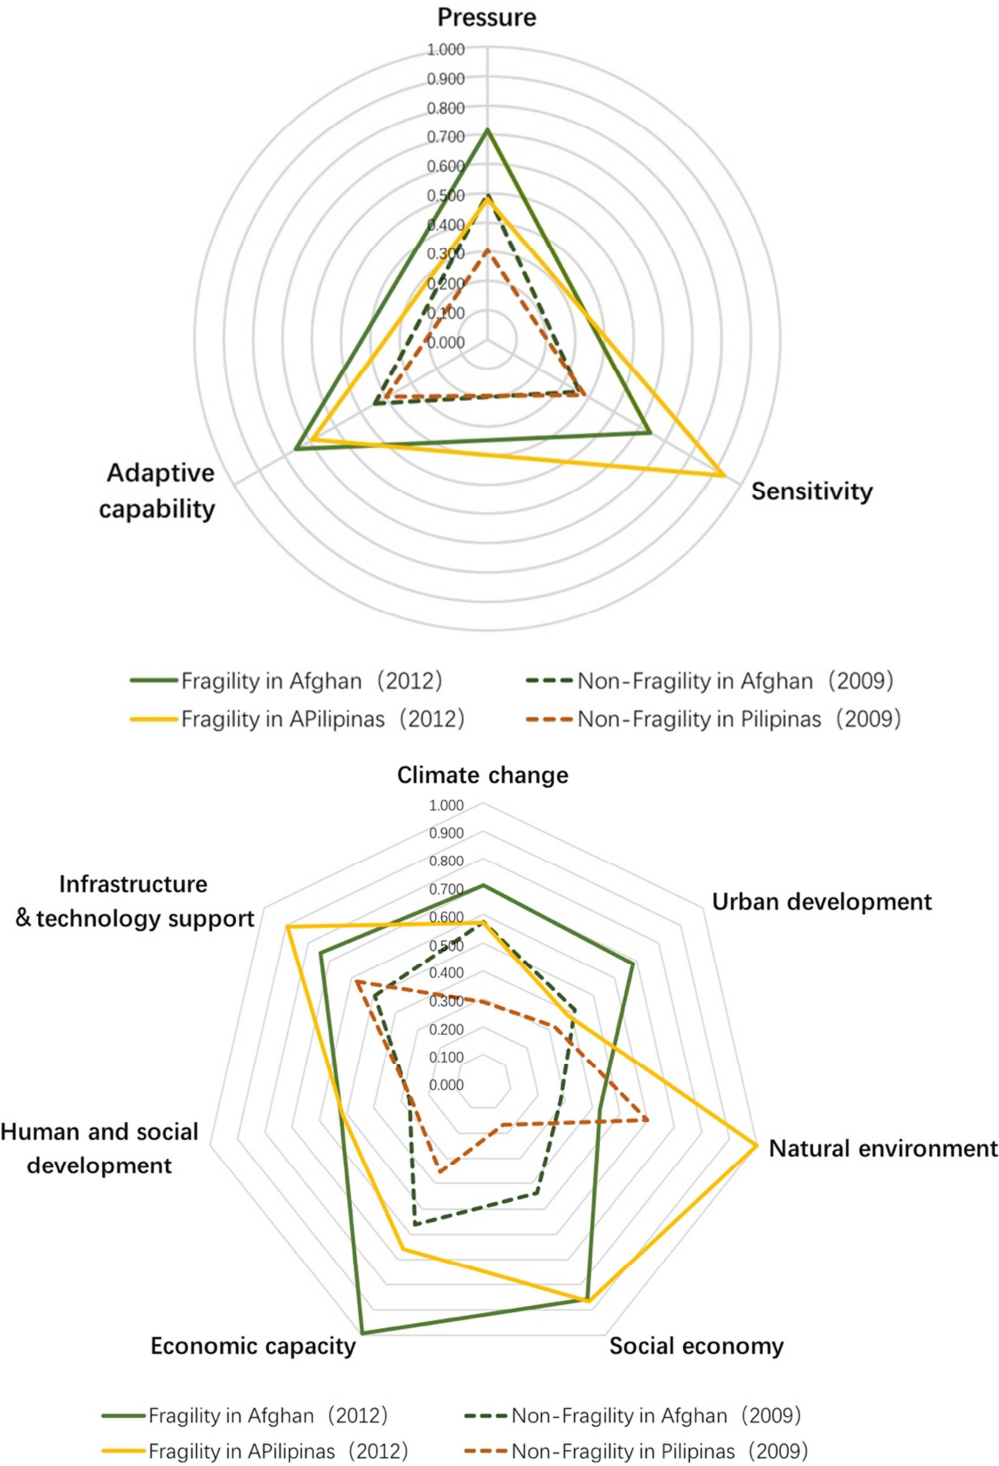 Pressure
1.000
0.900
0.800
0.700
0.600
0.500
0.400
0.300
0.200
0.100
0.000
Adaptive
capability
Sensitivity
Fragility in Afghan（2012） Non-Fragility in Afghan（2009）
Fragility in APilipinas（2012） Non-Fragility in Pilipinas（2009）
Climate change
1.000
0.900
0.800
0.700
0.600
0.500
0.400
0.300
0.200
0.100
0.000
Infrastructure
& technology support
Urban development
Human and social
development
Natural environment
Economic capacity
Social economy
Fragility in Afghan（2012） Non-Fragility in Afghan（2009）
Fragility in APilipinas（2012） Non-Fragility in Pilipinas（2009）